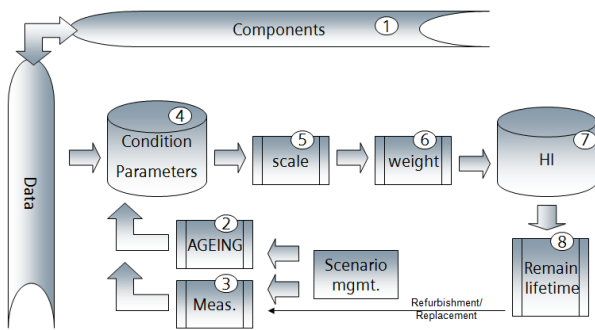 Components 1
Data
4
Condition
Parameters
5
scale
6
weight
7
HI
2
AGEING
3
Meas.
Scenario
mgmt.
8
Remain
lifetime
Refurbishment/
Replacement